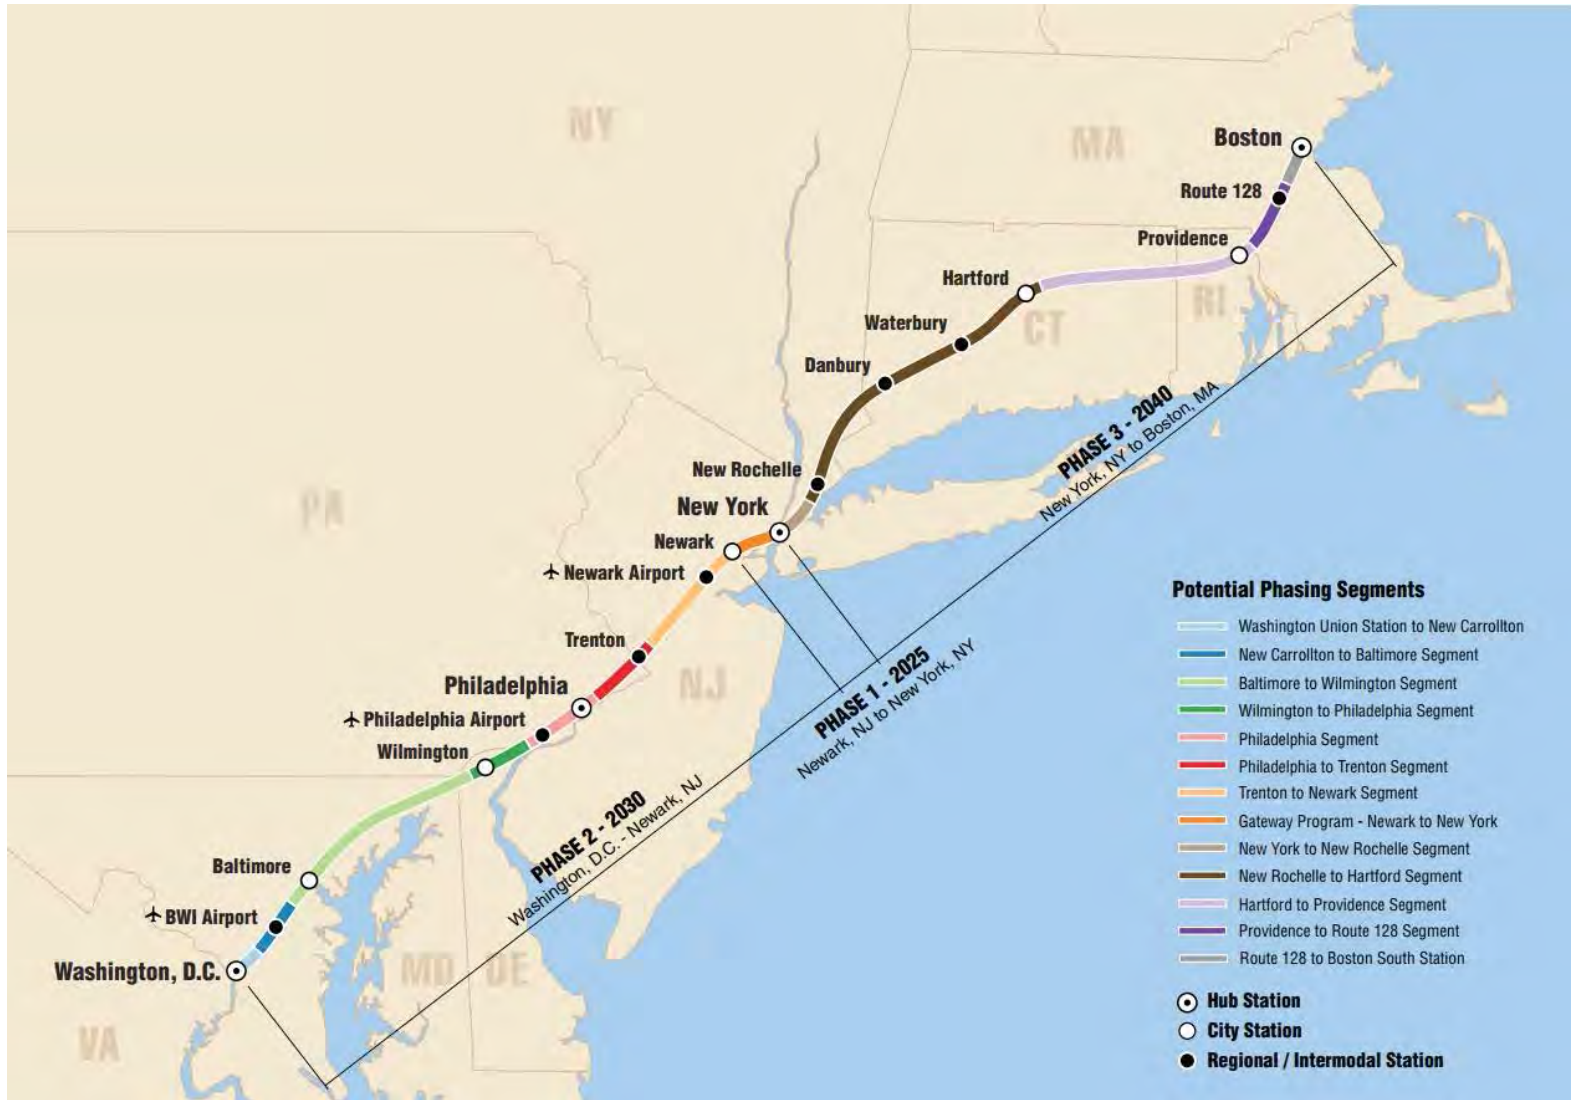 NY
MA
Boston
Route 128
Providence
Hartford
RI
CT
Waterbury
Danbury
PHASE 3 - 2040
New York, NY to Boston, MA
New Rochelle
PA
New York
Newark
Newark Airport
Trenton
NJ
PHASE 1 - 2025
Newark, NJ to New York, NY
Philadelphia
Philadelphia Airport
Wilmington
PHASE 2 - 2030
Washington, D.C. - Newark, NJ
Baltimore
BWI Airport
Washington, D.C.
MD
DE
VA
Potential Phasing Segments
Washington Union Station to New Carrollton
New Carrollton to Baltimore Segment
Baltimore to Wilmington Segment
Wilmington to Philadelphia Segment
Philadelphia Segment
Philadelphia to Trenton Segment
Trenton to Newark Segment
Gateway Program - Newark to New York
New York to New Rochelle Segment
New Rochelle to Hartford Segment
Hartford to Providence Segment
Providence to Route 128 Segment
Route 128 to Boston South Station
Hub Station
City Station
Regional / Intermodal Station